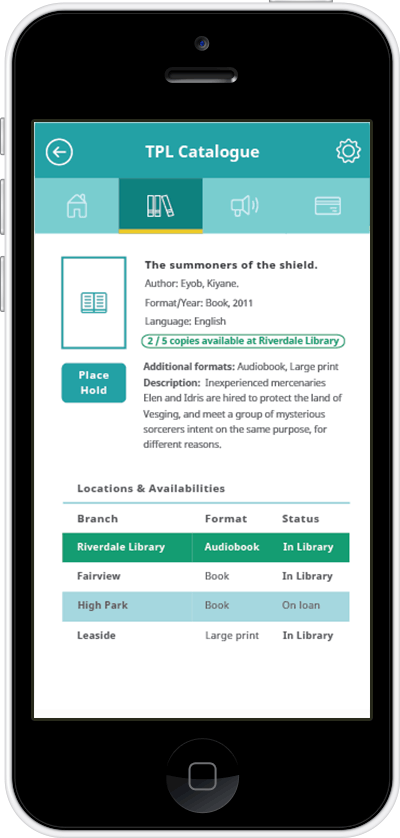 TPL Catalogue
The summoners of the shield.
Author: Eyob, Kiyane.
Format/Year: Book, 2011
Language: English
2 / 5 copies available at Riverdale Library
Place
Hold
Additional formats: Audiobook, Large print
Description: Inexperienced mercenaries
Elen and Idris are hired to protect the land of
Vesging, and meet a group of mysterious
sorcerers intent on the same purpose, for
different reasons.
Locations & Availabilities
Branch Format Status
Riverdale Library Audiobook In Library
Fairview Book In Library
High Park Book On loan
Leaside Large print In Library